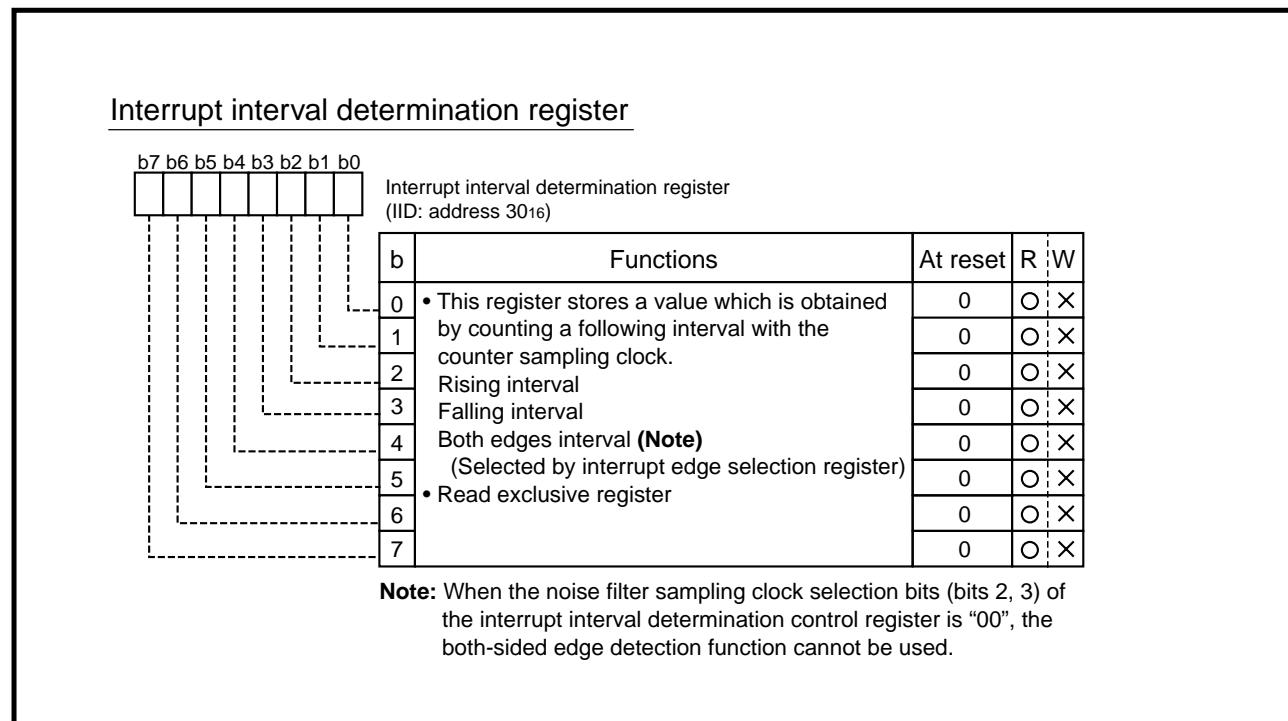 Interrupt interval determination register
b7 b6 b5 b4 b3 b2 b1 b0
Interrupt interval determination register
(IID: address 3016)
b Functions At reset R W
0 • This register stores a value which is obtained 0 ○ ×
1 by counting a following interval with the 0 ○ ×
counter sampling clock.
2 Rising interval 0 ○ ×
3 Falling interval 0 ○ ×
4 Both edges interval (Note) 0 ○ ×
(Selected by interrupt edge selection register)
5 • Read exclusive register 0 ○ ×
6 0 ○ ×
7 0 ○ ×
Note: When the noise filter sampling clock selection bits (bits 2, 3) of
the interrupt interval determination control register is “00”, the
both-sided edge detection function cannot be used.